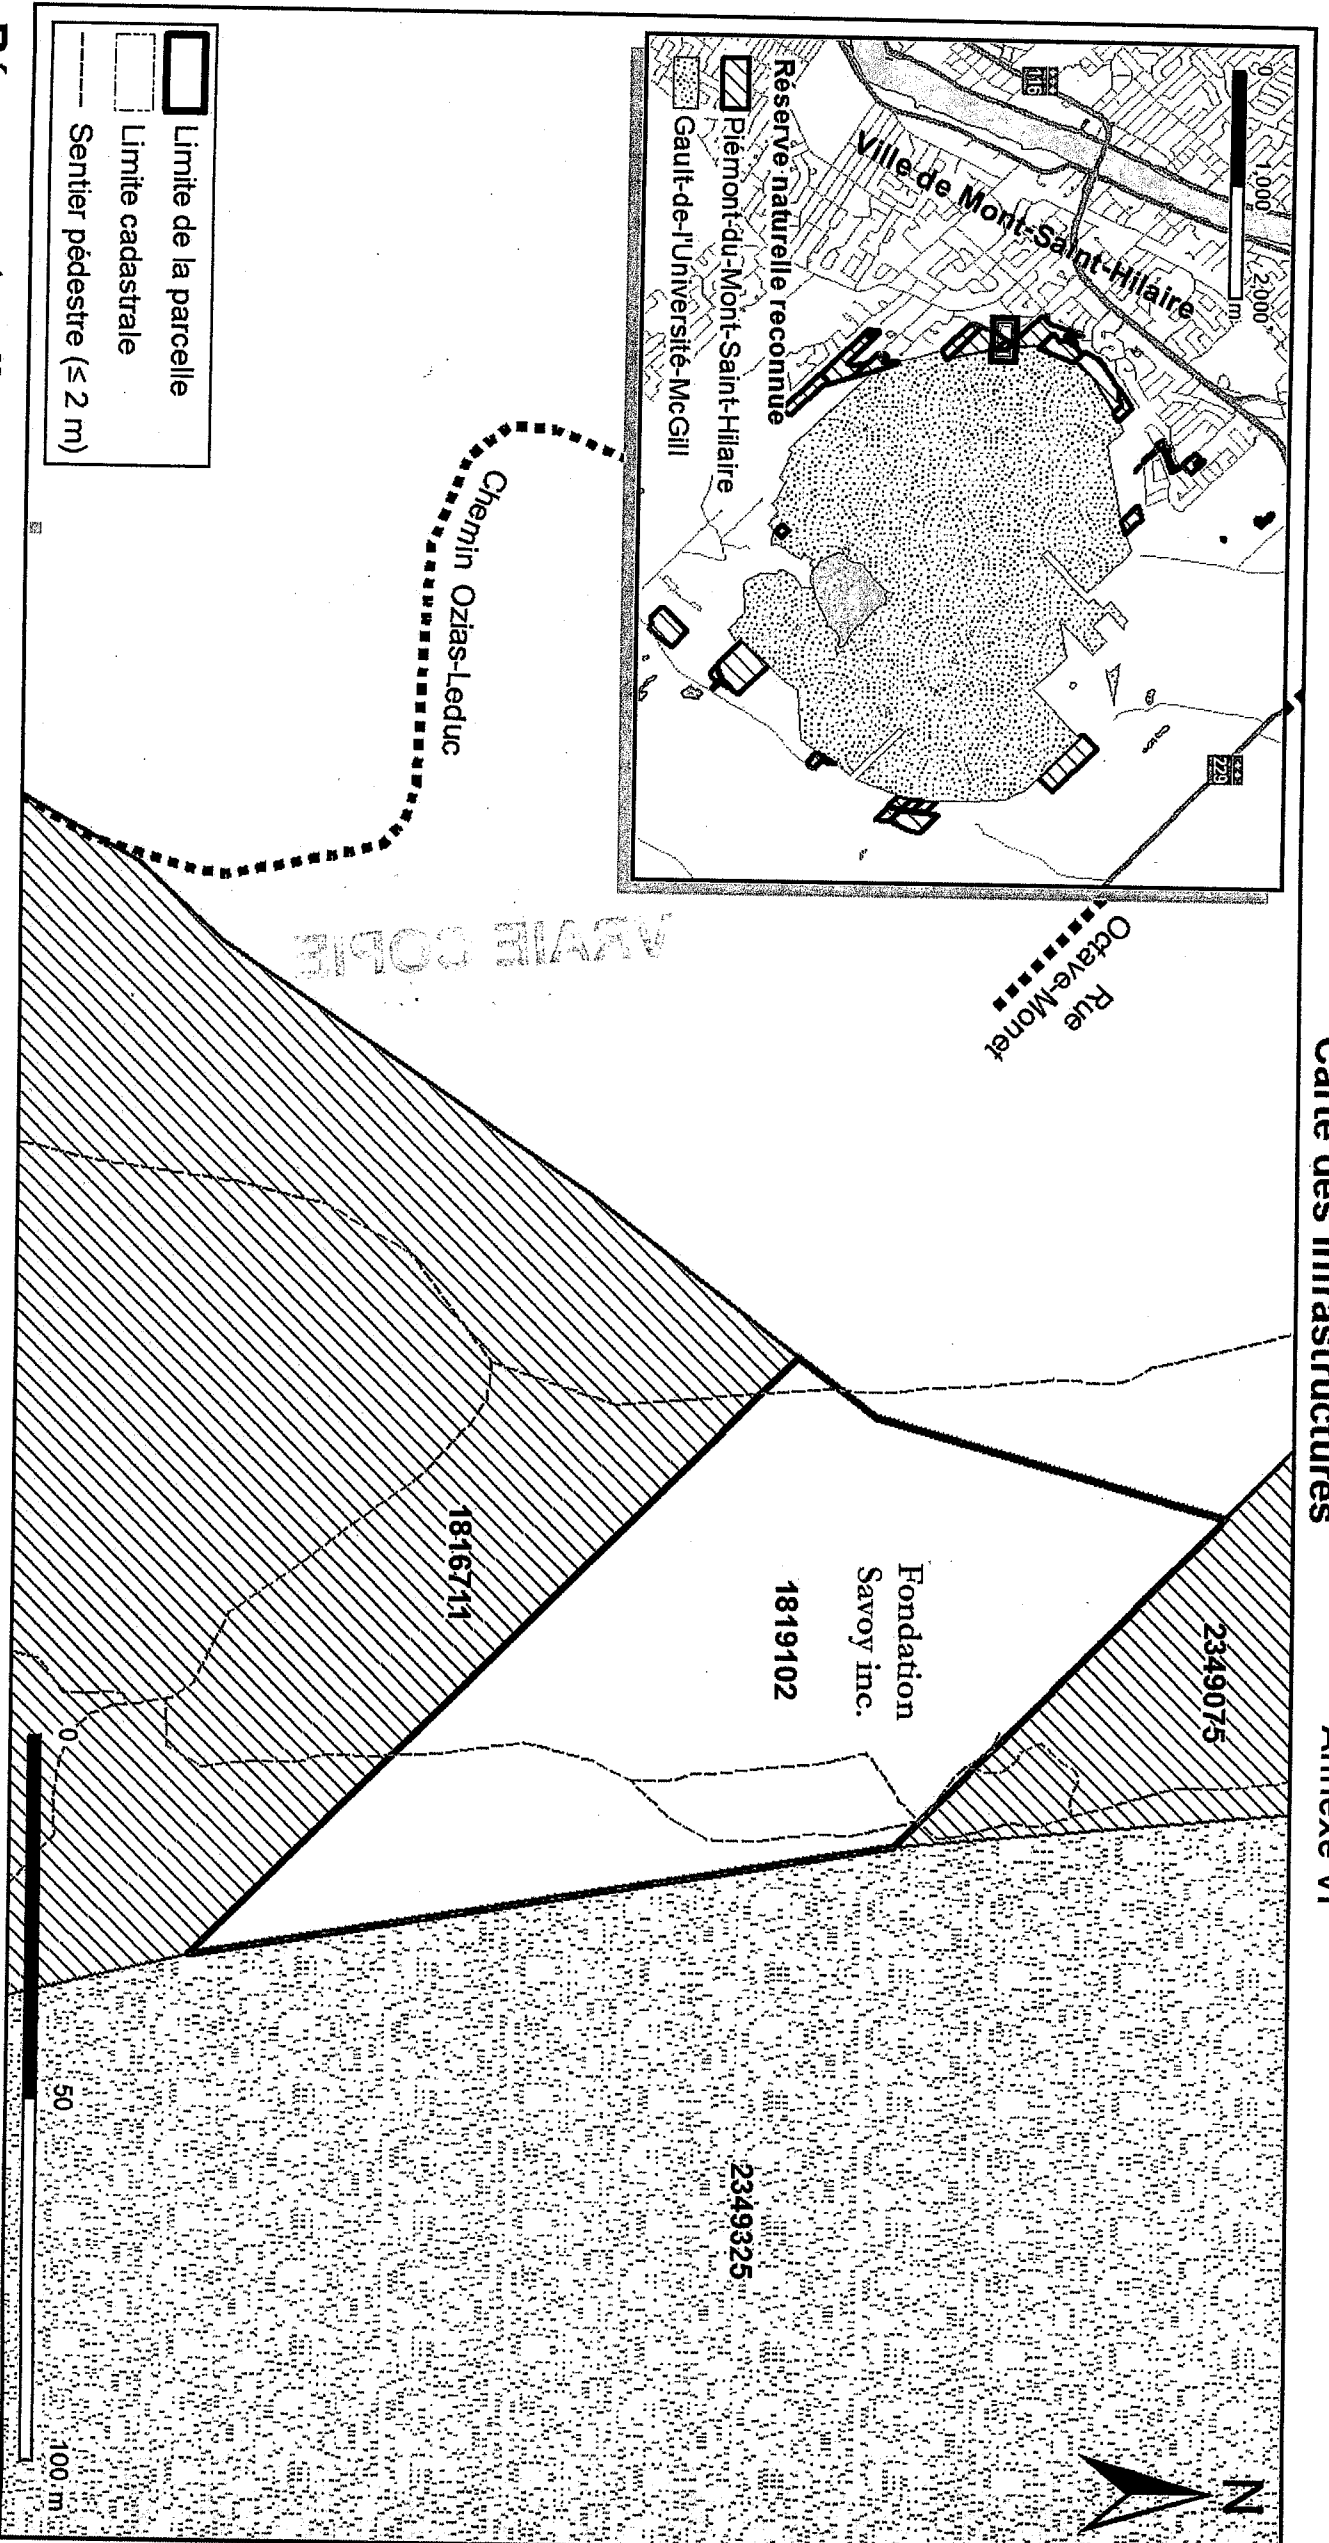 Carte des infrastructures
Annexe VI
0 1,000 2,000
m
116
Ville de Mont-Saint-Hilaire
Réserve naturelle reconnue
Piémont-du-Mont-Saint-Hilaire
Gault-de-l'Université-McGill
229
Rue
Octave-Monet
Chemin Ozias-Leduc
VRAIE COPIE
2349075
Fondation
Savoy inc.
1819102
1816711
2349325
N
Limite de la parcelle
Limite cadastrale
Sentier pédestre (≤ 2 m)
0 50 100 m